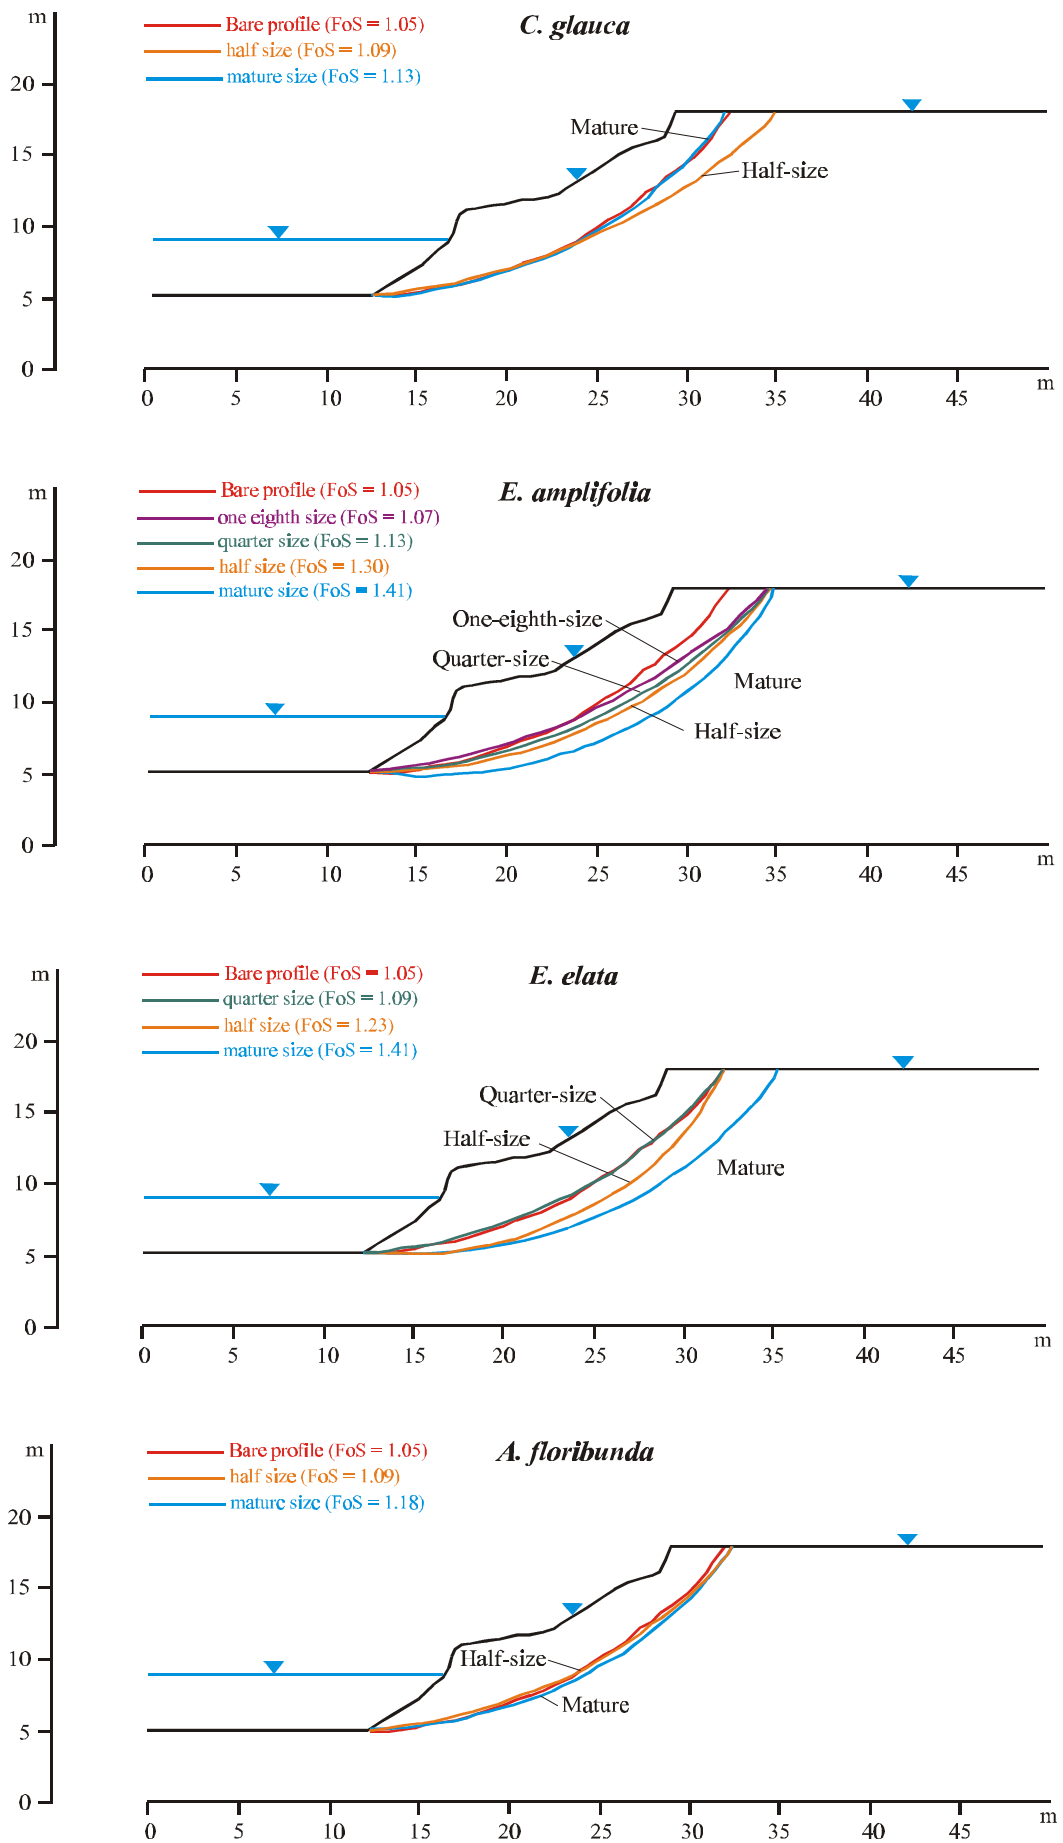 m
C. glauca
Bare profile (FoS = 1.05)
half size (FoS = 1.09)
mature size (FoS = 1.13)
20
Mature
15
Half-size
10
5
0
0 5 10 15 20 25 30 35 40 45 m
m
E. amplifolia
Bare profile (FoS = 1.05)
one eighth size (FoS = 1.07)
quarter size (FoS = 1.13)
half size (FoS = 1.30)
mature size (FoS = 1.41)
20
One-eighth-size
15
Quarter-size
Mature
10
Half-size
5
0
0 5 10 15 20 25 30 35 40 45 m
m
E. elata
Bare profile (FoS = 1.05)
quarter size (FoS = 1.09)
half size (FoS = 1.23)
mature size (FoS = 1.41)
20
Quarter-size
15
Half-size
Mature
10
5
0
0 5 10 15 20 25 30 35 40 45 m
m
A. floribunda
Bare profile (FoS = 1.05)
half size (FoS = 1.09)
mature size (FoS = 1.18)
20
15
10
Half-size
Mature
5
0
0 5 10 15 20 25 30 35 40 45 m